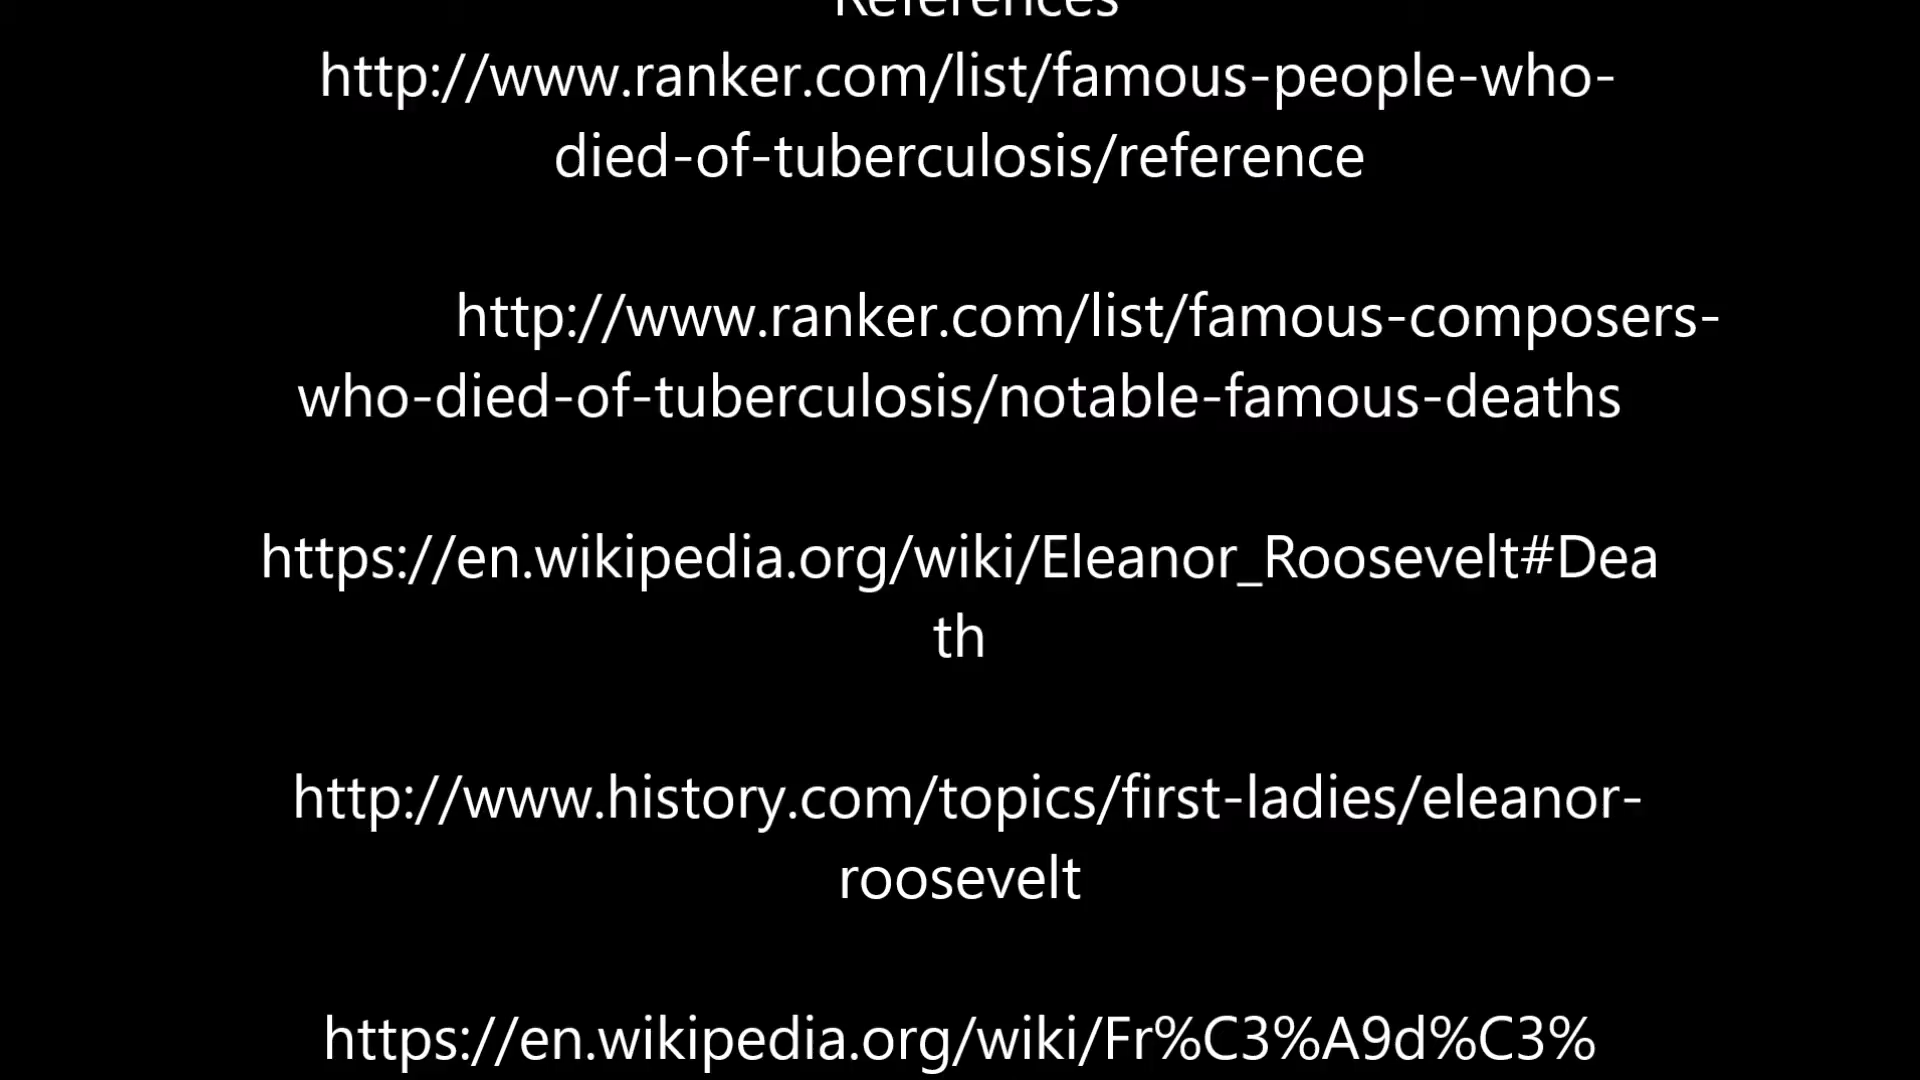 References
http://www.ranker.com/list/famous-people-who-
died-of-tuberculosis/reference
http://www.ranker.com/list/famous-composers-
who-died-of-tuberculosis/notable-famous-deaths
https://en.wikipedia.org/wiki/Eleanor_Roosevelt#Dea
th
http://www.history.com/topics/first-ladies/eleanor-
roosevelt
https://en.wikipedia.org/wiki/Fr%C3%A9d%C3%